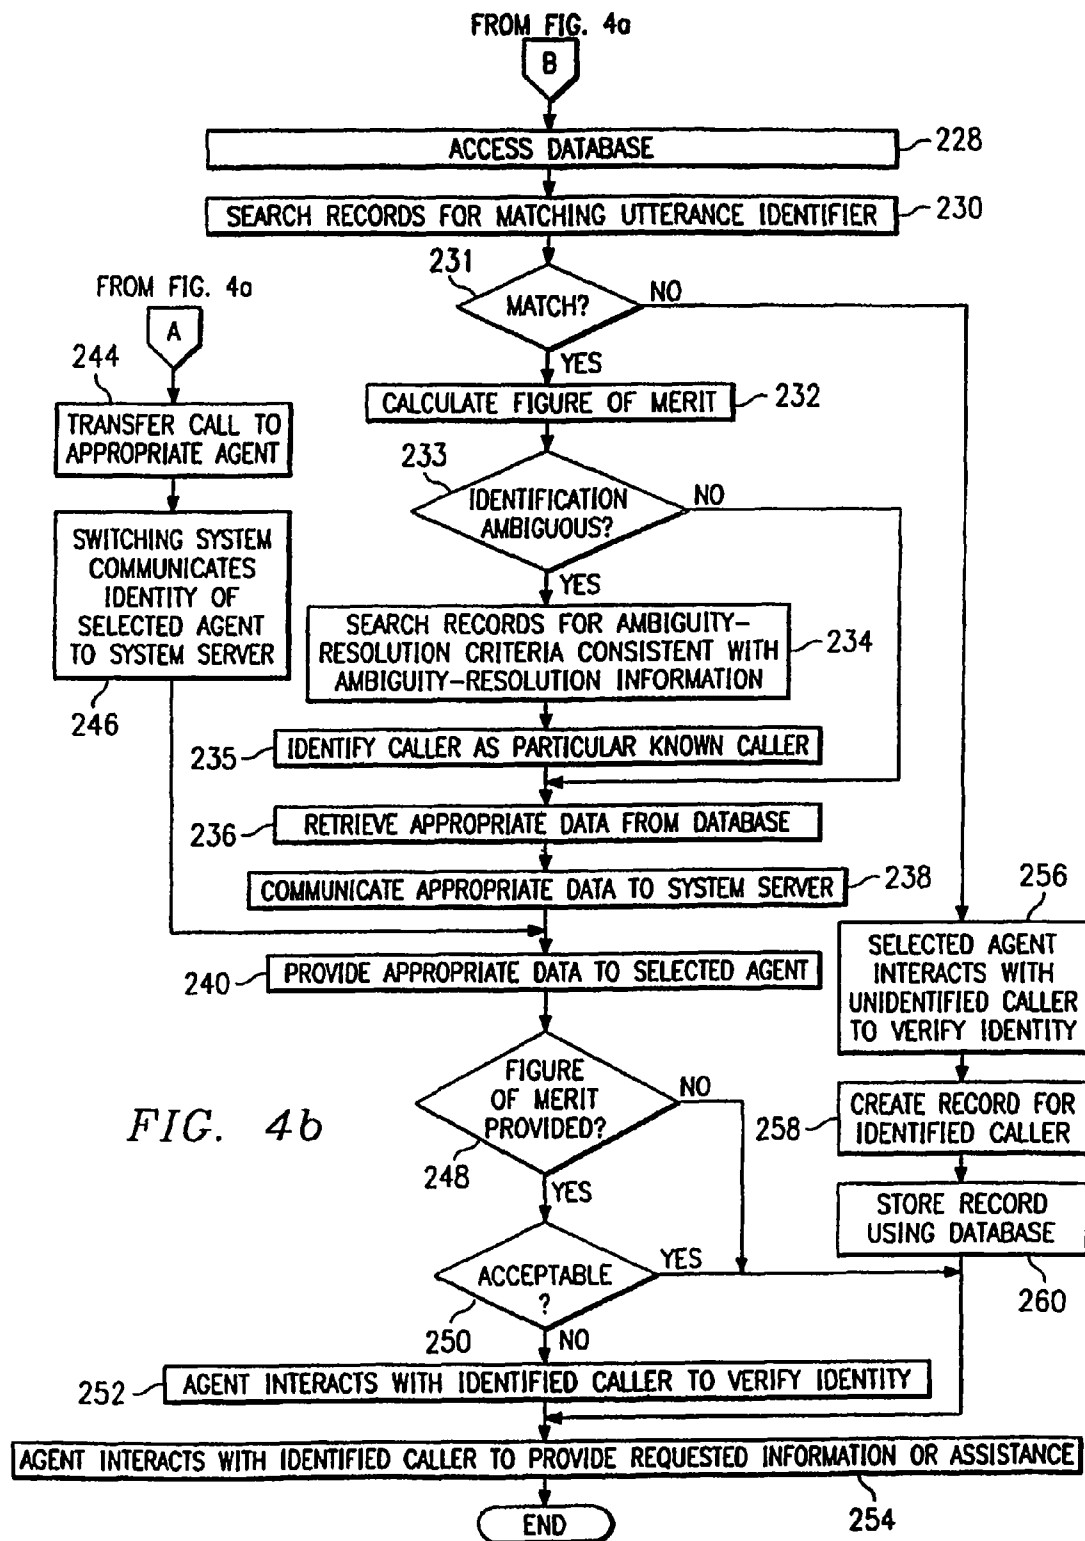 FROM FIG. 4a
B
ACCESS DATABASE
228
SEARCH RECORDS FOR MATCHING UTTERANCE IDENTIFIER
230
231
MATCH?
NO
YES
FROM FIG. 4a
A
244
TRANSFER CALL TO
APPROPRIATE AGENT
CALCULATE FIGURE OF MERIT
232
233
IDENTIFICATION
AMBIGUOUS?
NO
YES
SWITCHING SYSTEM
COMMUNICATES
IDENTITY OF
SELECTED AGENT
TO SYSTEM SERVER
246
SEARCH RECORDS FOR AMBIGUITY-
RESOLUTION CRITERIA CONSISTENT WITH
AMBIGUITY-RESOLUTION INFORMATION
234
235
IDENTIFY CALLER AS PARTICULAR KNOWN CALLER
236
RETRIEVE APPROPRIATE DATA FROM DATABASE
COMMUNICATE APPROPRIATE DATA TO SYSTEM SERVER
238
240
PROVIDE APPROPRIATE DATA TO SELECTED AGENT
256
SELECTED AGENT
INTERACTS WITH
UNIDENTIFIED CALLER
TO VERIFY IDENTITY
FIGURE
OF MERIT
PROVIDED?
NO
248
YES
FIG. 4b
258
CREATE RECORD FOR
IDENTIFIED CALLER
STORE RECORD
USING DATABASE
260
ACCEPTABLE
?
YES
250
NO
252
AGENT INTERACTS WITH IDENTIFIED CALLER TO VERIFY IDENTITY
AGENT INTERACTS WITH IDENTIFIED CALLER TO PROVIDE REQUESTED INFORMATION OR ASSISTANCE
254
END